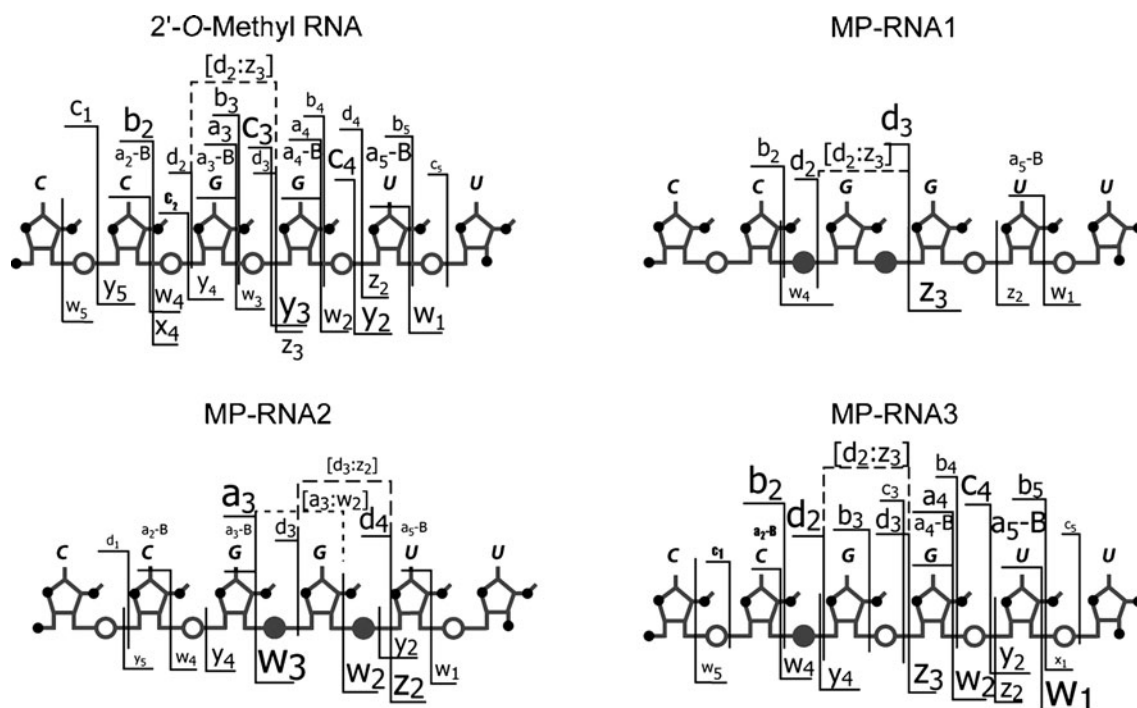 2'-O-Methyl RNA
[d2:z3]
c1 b2 b3 b4 d4 b5
a2-B d2 a3 a3-B c3 d3 a4 a4-B c4 a5-B c5
C C c2 G G U U
w5 y5 w4 x4 y4 w3 y3 z3 w2 y2 z2 w1
MP-RNA1
d3
b2 d2 [d2:z3] a5-B
C C G G U U
w4 z3 z2 w1
MP-RNA2
[d3:z2]
a3 [a3:w2]
d1 a2-B a3-B d3 d4 a5-B
C C G G U U
y5 w4 y4 w3 w2 y2 z2 w1
MP-RNA3
[d2:z3]
b2 b4
c1 a2-B d2 b3 c3 d3 a4 a4-B c4 b5 a5-B c5
C C G G U U
w5 w4 y4 z3 w2 y2 z2 x1 w1